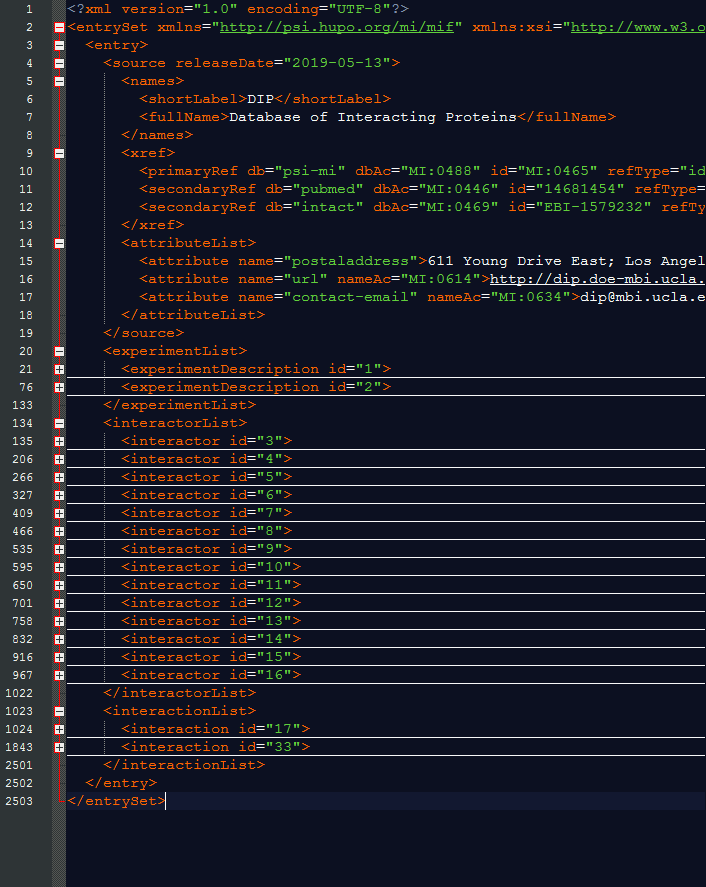 1 <?xml version="1.0" encoding="UTF-8"?>
2 <entrySet xmlns="http://psi.hupo.org/mi/mif" xmlns:xsi="http://www.w3.o
3 <entry>
4 <source releaseDate="2019-05-13">
5 <names>
6 <shortLabel>DIP</shortLabel>
7 <fullName>Database of Interacting Proteins</fullName>
8 </names>
9 <xref>
10 <primaryRef db="psi-mi" dbAc="MI:0488" id="MI:0465" refType="id
11 <secondaryRef db="pubmed" dbAc="MI:0446" id="14681454" refType=
12 <secondaryRef db="intact" dbAc="MI:0469" id="EBI-1579232" refTy
13 </xref>
14 <attributeList>
15 <attribute name="postaladdress">611 Young Drive East; Los Angel
16 <attribute name="url" nameAc="MI:0614">http://dip.doe-mbi.ucla.
17 <attribute name="contact-email" nameAc="MI:0634">dip@mbi.ucla.e
18 </attributeList>
19 </source>
20 <experimentList>
21 <experimentDescription id="1">
76 <experimentDescription id="2">
133 </experimentList>
134 <interactorList>
135 <interactor id="3">
206 <interactor id="4">
266 <interactor id="5">
327 <interactor id="6">
409 <interactor id="7">
466 <interactor id="8">
535 <interactor id="9">
595 <interactor id="10">
650 <interactor id="11">
701 <interactor id="12">
758 <interactor id="13">
832 <interactor id="14">
916 <interactor id="15">
967 <interactor id="16">
1022 </interactorList>
1023 <interactionList>
1024 <interaction id="17">
1843 <interaction id="33">
2501 </interactionList>
2502 </entry>
2503 </entrySet>